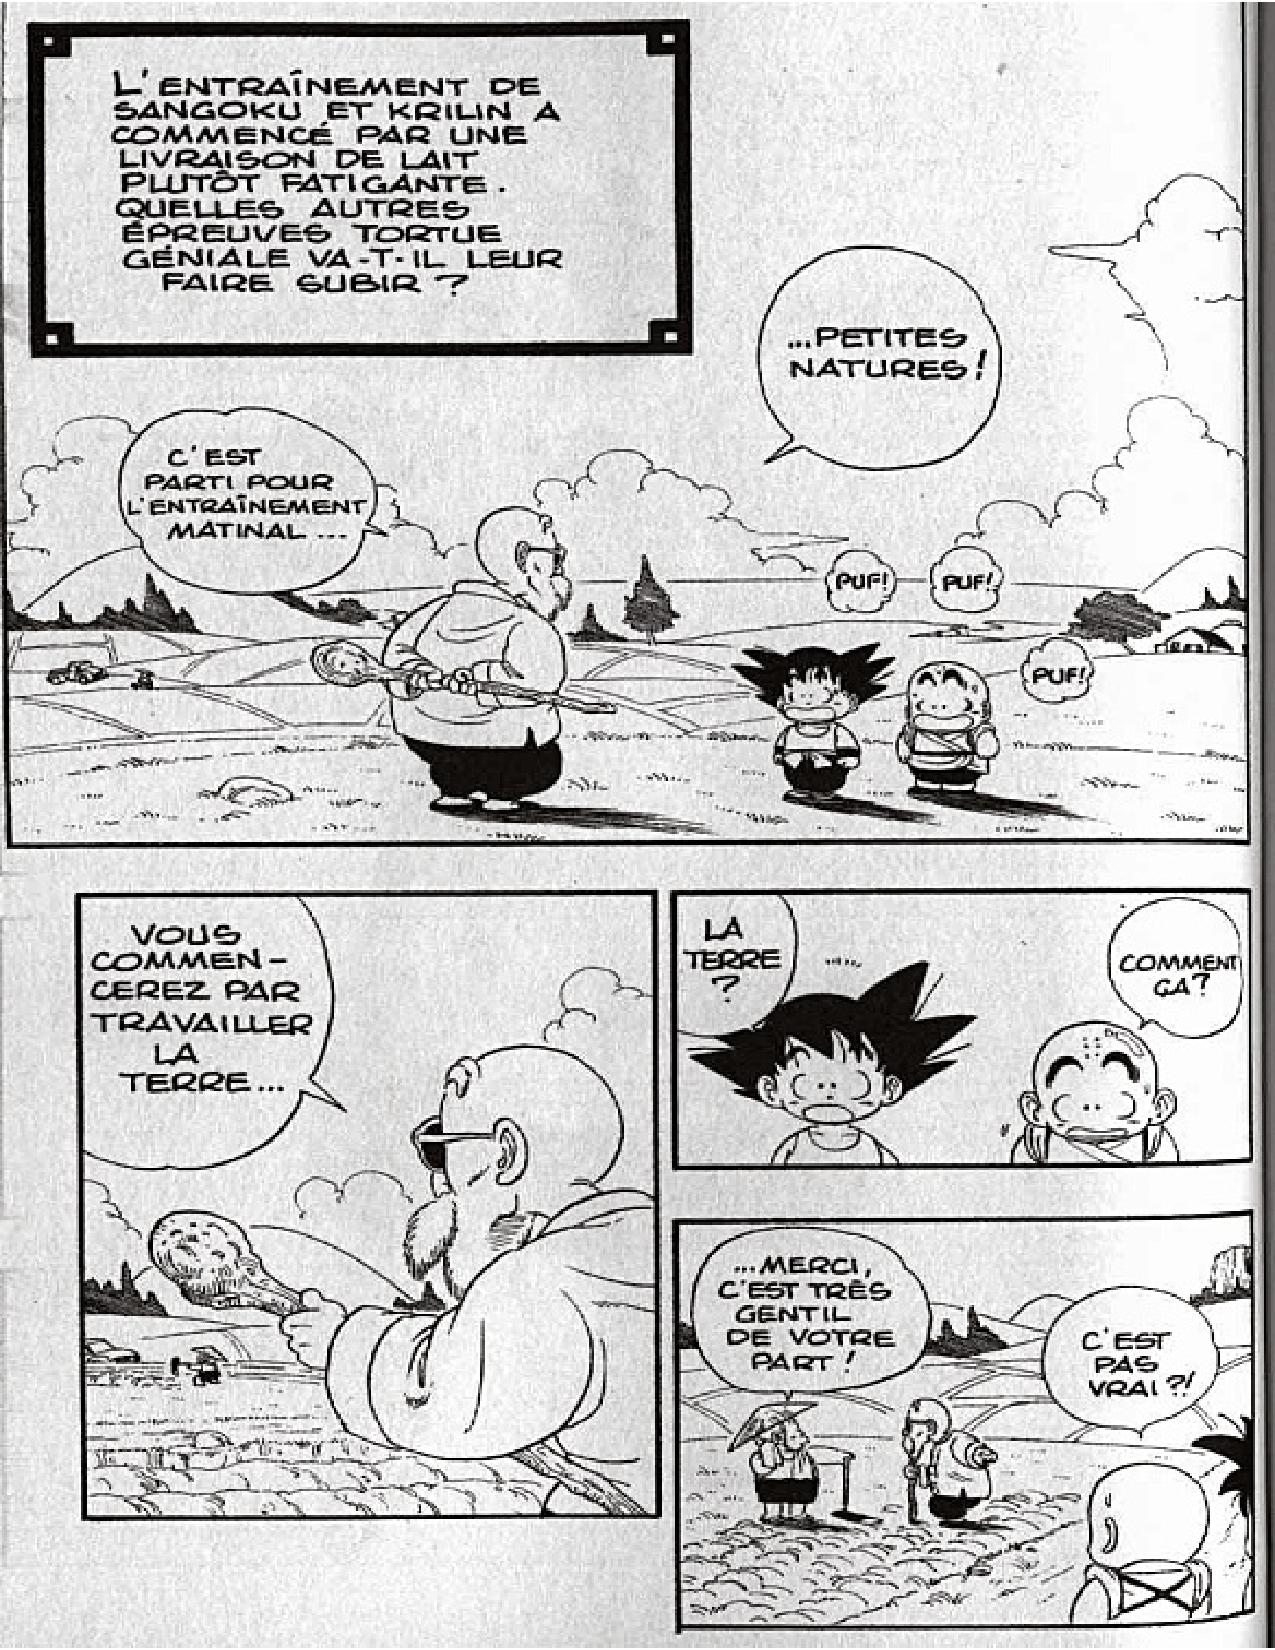 L'ENTRAÎNEMENT DE
SANGOKU ET KRILIN A
COMMENCÉ PAR UNE
LIVRAISON DE LAIT
PLUTÔT FATIGANTE.
QUELLES AUTRES
ÉPREUVES TORTUE
GÉNIALE VA-T-IL LEUR
FAIRE SUBIR ?
C'EST
PARTI POUR
L'ENTRAÎNEMENT
MATINAL ...
...PETITES
NATURES !
PUF!
PUF!
PUF!
VOUS
COMMEN-
CEREZ PAR
TRAVAILLER
LA
TERRE...
LA
TERRE
?
COMMENT
ÇA?
...MERCI,
C'EST TRÈS
GENTIL
DE VOTRE
PART !
C'EST
PAS
VRAI ?!